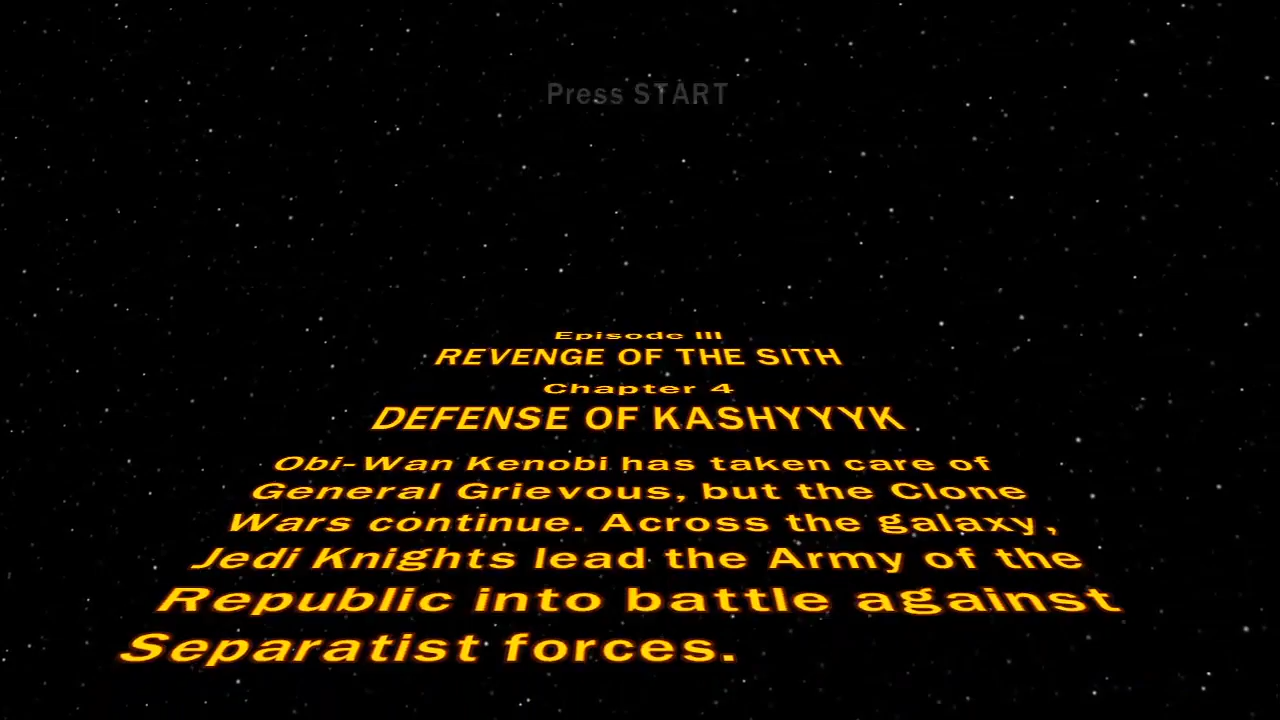 Press START
Episode III
REVENGE OF THE SITH
Chapter 4
DEFENSE OF KASHYYYK
Obi-Wan Kenobi has taken care of
General Grievous, but the Clone
Wars continue. Across the galaxy,
Jedi Knights lead the Army of the
Republic into battle against
Separatist forces.